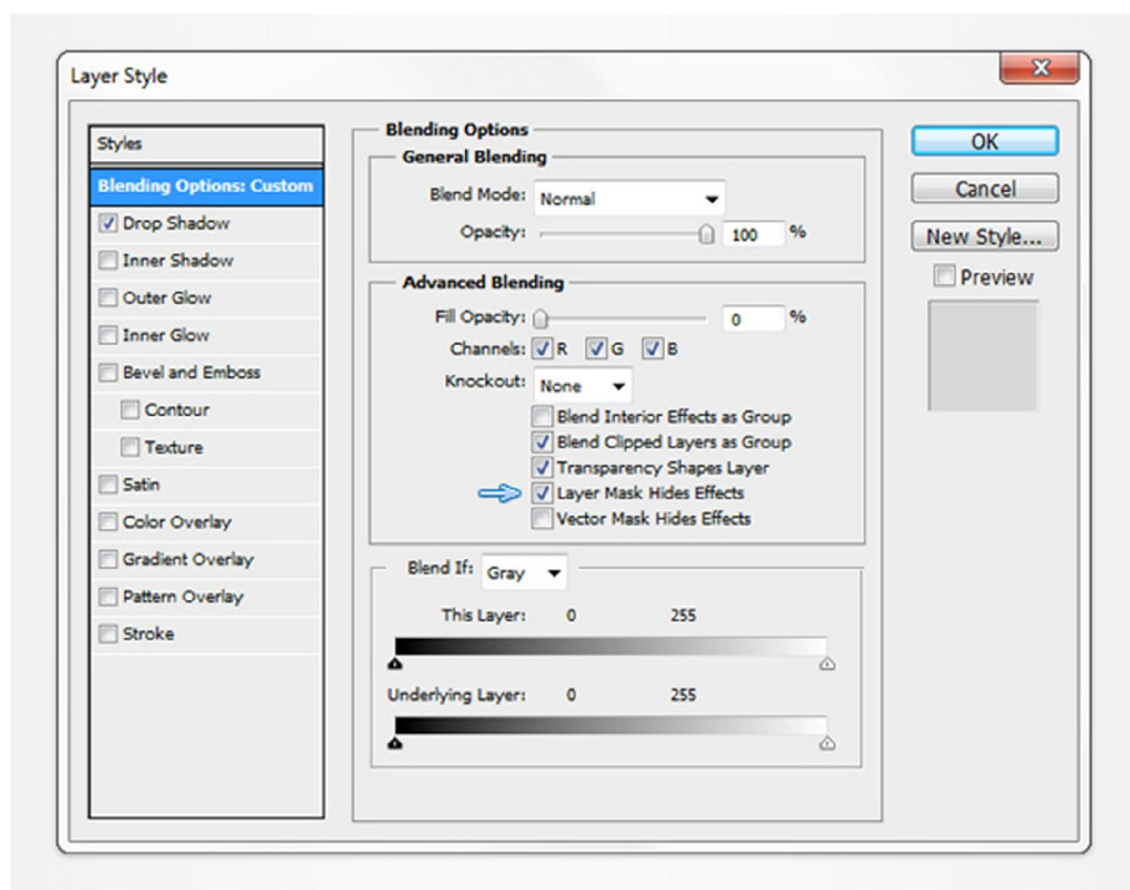 Layer Style
Styles
Blending Options: Custom
Drop Shadow
Inner Shadow
Outer Glow
Inner Glow
Bevel and Emboss
Contour
Texture
Satin
Color Overlay
Gradient Overlay
Pattern Overlay
Stroke
Blending Options
General Blending
Blend Mode: Normal
Opacity: 100 %
Advanced Blending
Fill Opacity: 0 %
Channels: R G B
Knockout: None
Blend Interior Effects as Group
Blend Clipped Layers as Group
Transparency Shapes Layer
Layer Mask Hides Effects
Vector Mask Hides Effects
Blend If: Gray
This Layer: 0 255
Underlying Layer: 0 255
OK
Cancel
New Style...
Preview